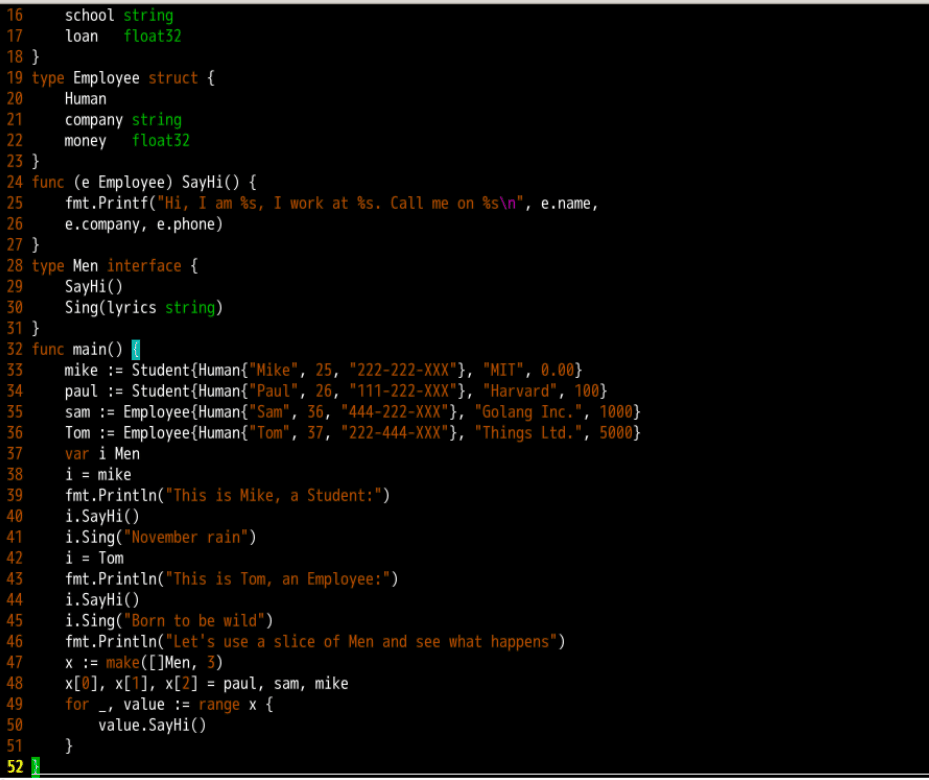 16     school string
17     loan   float32
18 }
19 type Employee struct {
20     Human
21     company string
22     money   float32
23 }
24 func (e Employee) SayHi() {
25     fmt.Printf("Hi, I am %s, I work at %s. Call me on %s\n", e.name,
26     e.company, e.phone)
27 }
28 type Men interface {
29     SayHi()
30     Sing(lyrics string)
31 }
32 func main() {
33     mike := Student{Human{"Mike", 25, "222-222-XXX"}, "MIT", 0.00}
34     paul := Student{Human{"Paul", 26, "111-222-XXX"}, "Harvard", 100}
35     sam := Employee{Human{"Sam", 36, "444-222-XXX"}, "Golang Inc.", 1000}
36     Tom := Employee{Human{"Tom", 37, "222-444-XXX"}, "Things Ltd.", 5000}
37     var i Men
38     i = mike
39     fmt.Println("This is Mike, a Student:")
40     i.SayHi()
41     i.Sing("November rain")
42     i = Tom
43     fmt.Println("This is Tom, an Employee:")
44     i.SayHi()
45     i.Sing("Born to be wild")
46     fmt.Println("Let's use a slice of Men and see what happens")
47     x := make([]Men, 3)
48     x[0], x[1], x[2] = paul, sam, mike
49     for _, value := range x {
50         value.SayHi()
51     }
52 }